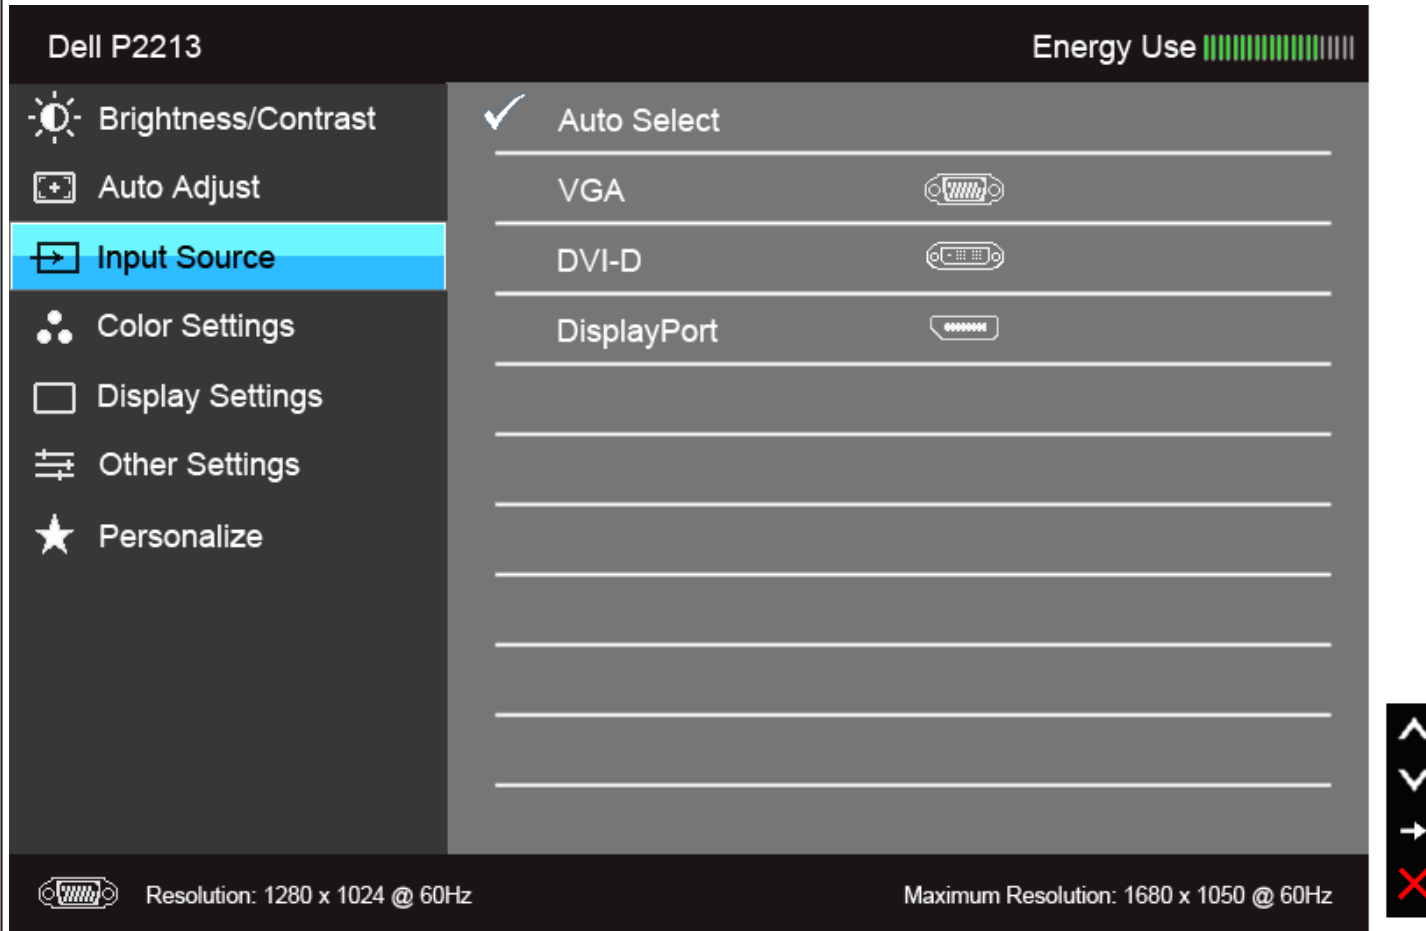 Dell P2213
Energy Use
Brightness/Contrast
Auto Adjust
Input Source
Color Settings
Display Settings
Other Settings
Personalize
Auto Select
VGA
DVI-D
DisplayPort
Resolution: 1280 x 1024 @ 60Hz
Maximum Resolution: 1680 x 1050 @ 60Hz